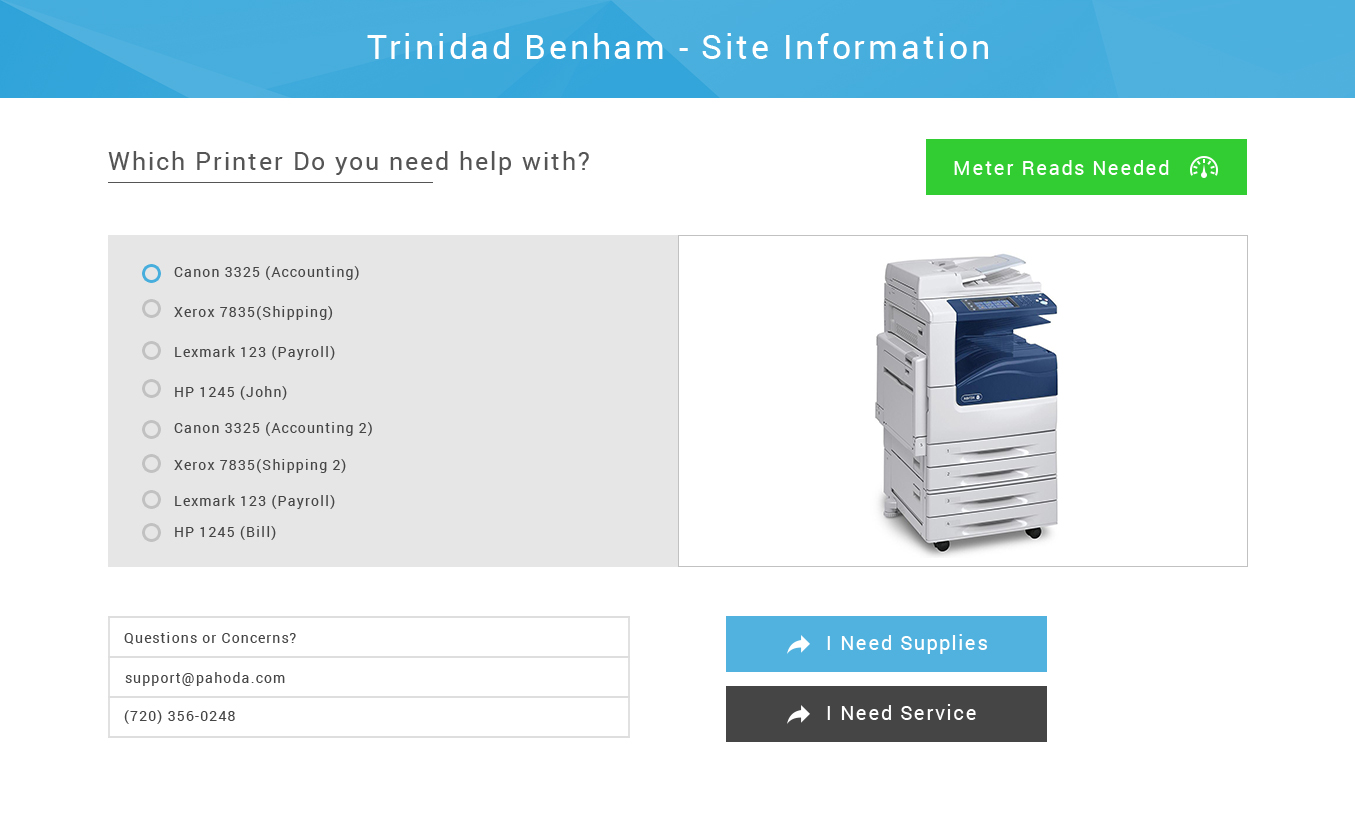 Trinidad Benham - Site Information
Which Printer Do you need help with?
Meter Reads Needed
Canon 3325 (Accounting)
Xerox 7835(Shipping)
Lexmark 123 (Payroll)
HP 1245 (John)
Canon 3325 (Accounting 2)
Xerox 7835(Shipping 2)
Lexmark 123 (Payroll)
HP 1245 (Bill)
Questions or Concerns?
support@pahoda.com
(720) 356-0248
I Need Supplies
I Need Service